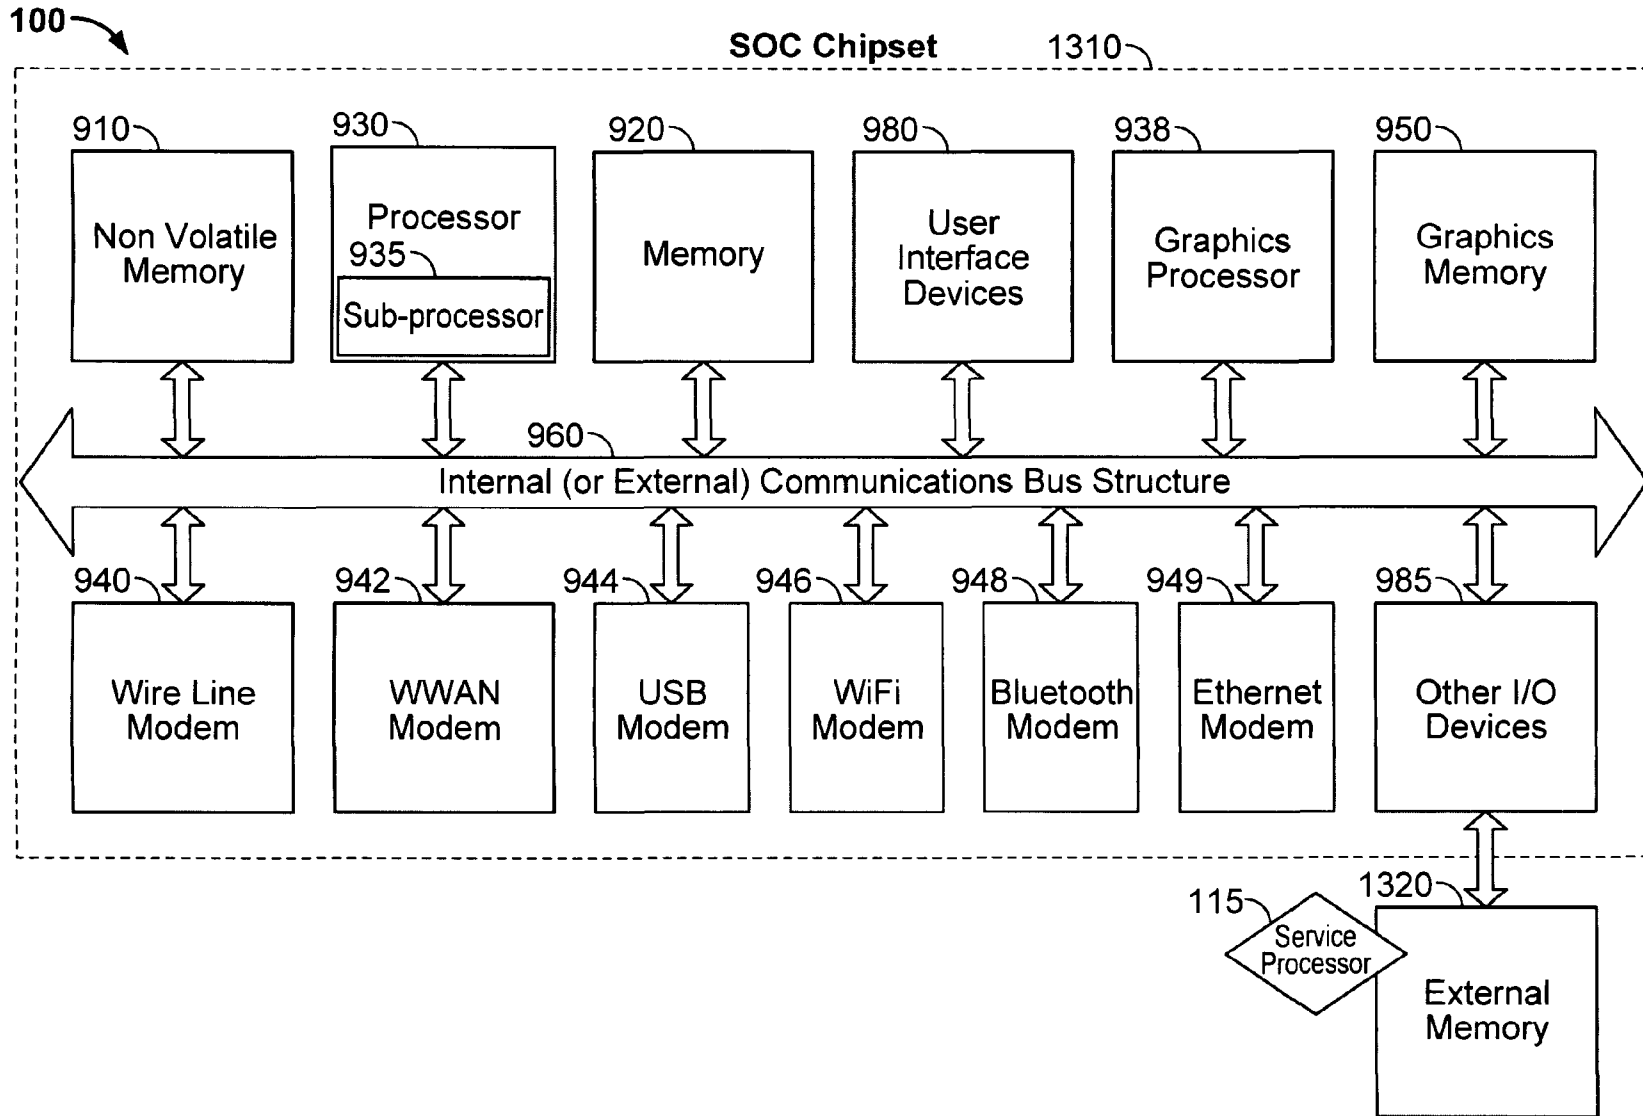 100
SOC Chipset
1310
910
930
920
980
938
950
Non Volatile
Memory
Processor
935
Sub-processor
Memory
User
Interface
Devices
Graphics
Processor
Graphics
Memory
960
Internal (or External) Communications Bus Structure
940
942
944
946
948
949
985
Wire Line
Modem
WWAN
Modem
USB
Modem
WiFi
Modem
Bluetooth
Modem
Ethernet
Modem
Other I/O
Devices
115
1320
Service
Processor
External
Memory